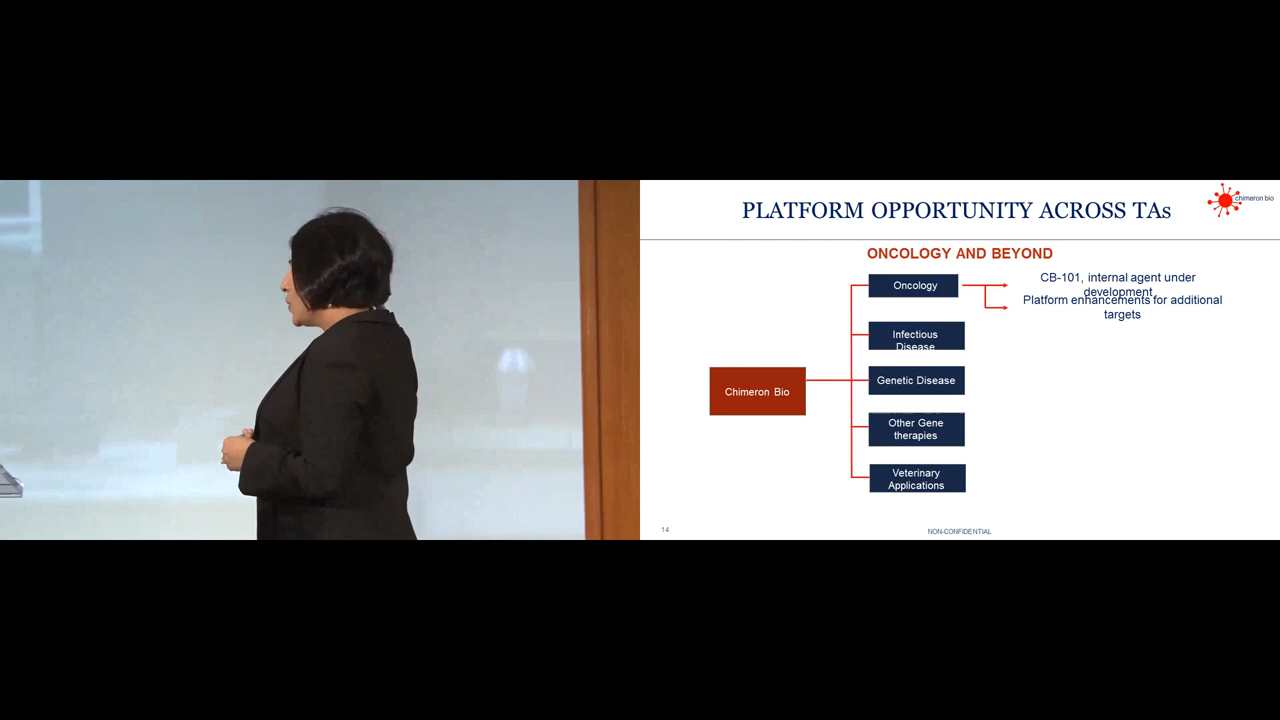 PLATFORM OPPORTUNITY ACROSS TAs
chimeron bio
ONCOLOGY AND BEYOND
Oncology
CB-101, internal agent under
development
Platform enhancements for additional
targets
Infectious
Disease
Genetic Disease
Chimeron Bio
Other Gene
therapies
Veterinary
Applications
14
NON-CONFIDENTIAL